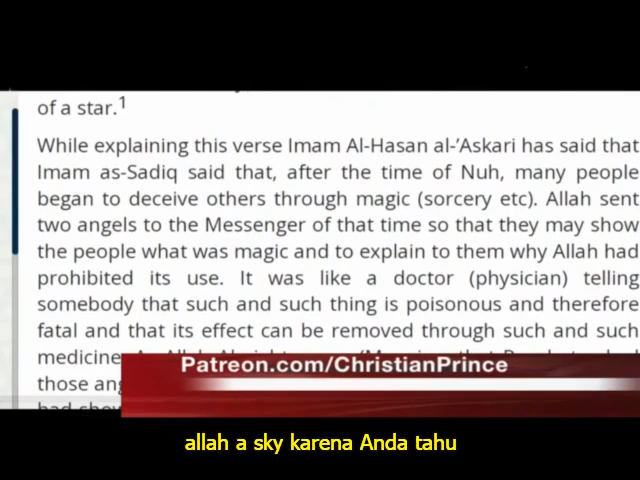 of a star.1
While explaining this verse Imam Al-Hasan al-’Askari has said that
Imam as-Sadiq said that, after the time of Nuh, many people
began to deceive others through magic (sorcery etc). Allah sent
two angels to the Messenger of that time so that they may show
the people what was magic and to explain to them why Allah had
prohibited its use. It was like a doctor (physician) telling
somebody that such and such thing is poisonous and therefore
fatal and that its effect can be removed through such and such
medicine.
Patreon.com/ChristianPrince
those
allah a sky karena Anda tahu